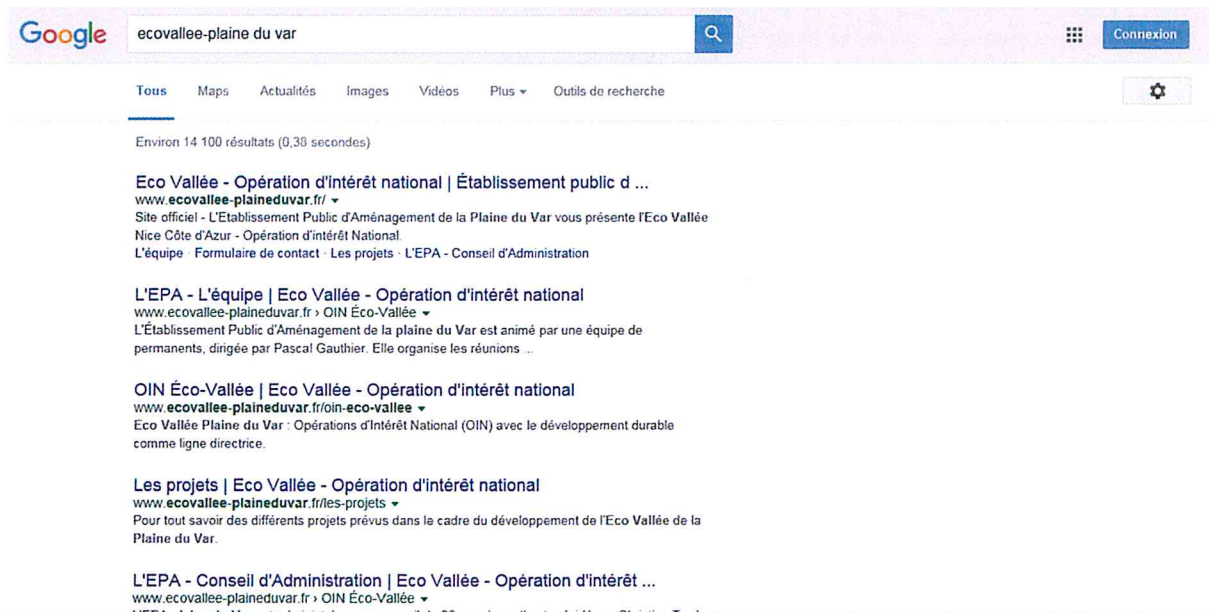 Google
ecovallee-plaine du var
Connexion
Tous Maps Actualités Images Vidéos Plus Outils de recherche
Environ 14 100 résultats (0,38 secondes)
Eco Vallée - Opération d'intérêt national | Établissement public d ...
www.ecovallee-plaineduvar.fr/
Site officiel - L'Etablissement Public d'Aménagement de la Plaine du Var vous présente l'Eco Vallée
Nice Côte d'Azur - Opération d'intérêt National.
L'équipe · Formulaire de contact · Les projets · L'EPA - Conseil d'Administration
L'EPA - L'équipe | Eco Vallée - Opération d'intérêt national
www.ecovallee-plaineduvar.fr › OIN Éco-Vallée
L'Établissement Public d'Aménagement de la plaine du Var est animé par une équipe de
permanents, dirigée par Pascal Gauthier. Elle organise les réunions ...
OIN Éco-Vallée | Eco Vallée - Opération d'intérêt national
www.ecovallee-plaineduvar.fr/oin-eco-vallee
Eco Vallée Plaine du Var : Opérations d'Intérêt National (OIN) avec le développement durable
comme ligne directrice.
Les projets | Eco Vallée - Opération d'intérêt national
www.ecovallee-plaineduvar.fr/les-projets
Pour tout savoir des différents projets prévus dans le cadre du développement de l'Eco Vallée de la
Plaine du Var.
L'EPA - Conseil d'Administration | Eco Vallée - Opération d'intérêt ...
www.ecovallee-plaineduvar.fr › OIN Éco-Vallée